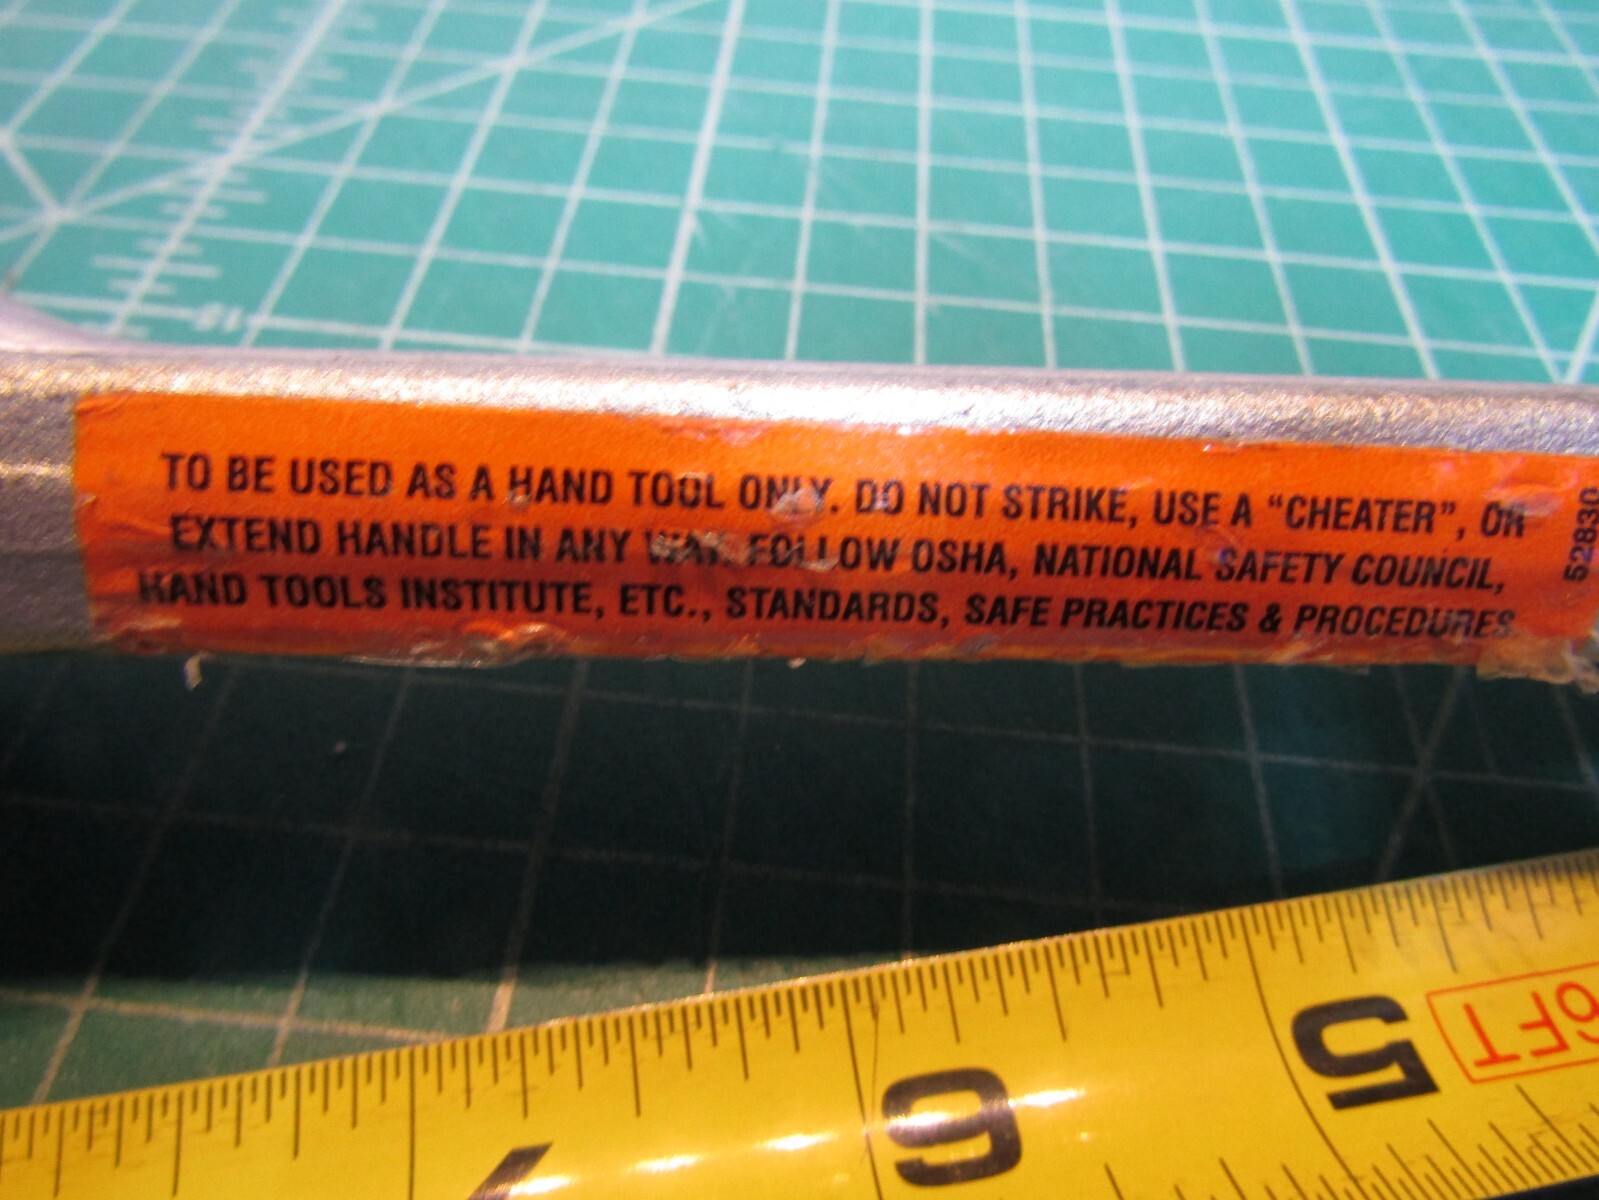 TO BE USED AS A HAND TOOL ONLY. DO NOT STRIKE, USE A “CHEATER”, OR
EXTEND HANDLE IN ANY WAY. FOLLOW OSHA, NATIONAL SAFETY COUNCIL,
HAND TOOLS INSTITUTE, ETC., STANDARDS, SAFE PRACTICES & PROCEDURES
52830
5
6FT
6
7